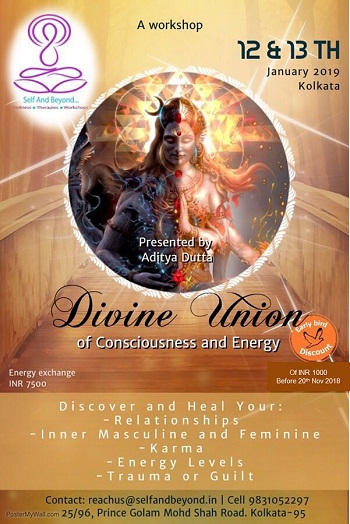 A workshop
12 & 13 TH
January 2019
Kolkata
Self And Beyond...
Presented by
Aditya Dutta
Divine Union
of Consciousness and Energy
Early bird
Discount
Energy exchange
INR 7500
Of INR 1000
Before 20th Nov 2018
Discover and Heal Your:
-Relationships
-Inner Masculine and Feminine
-Karma
-Energy Levels
-Trauma or Guilt
Contact: reachus@selfandbeyond.in | Cell 9831052297
25/96, Prince Golam Mohd Shah Road. Kolkata-95
PosterMyWall.com